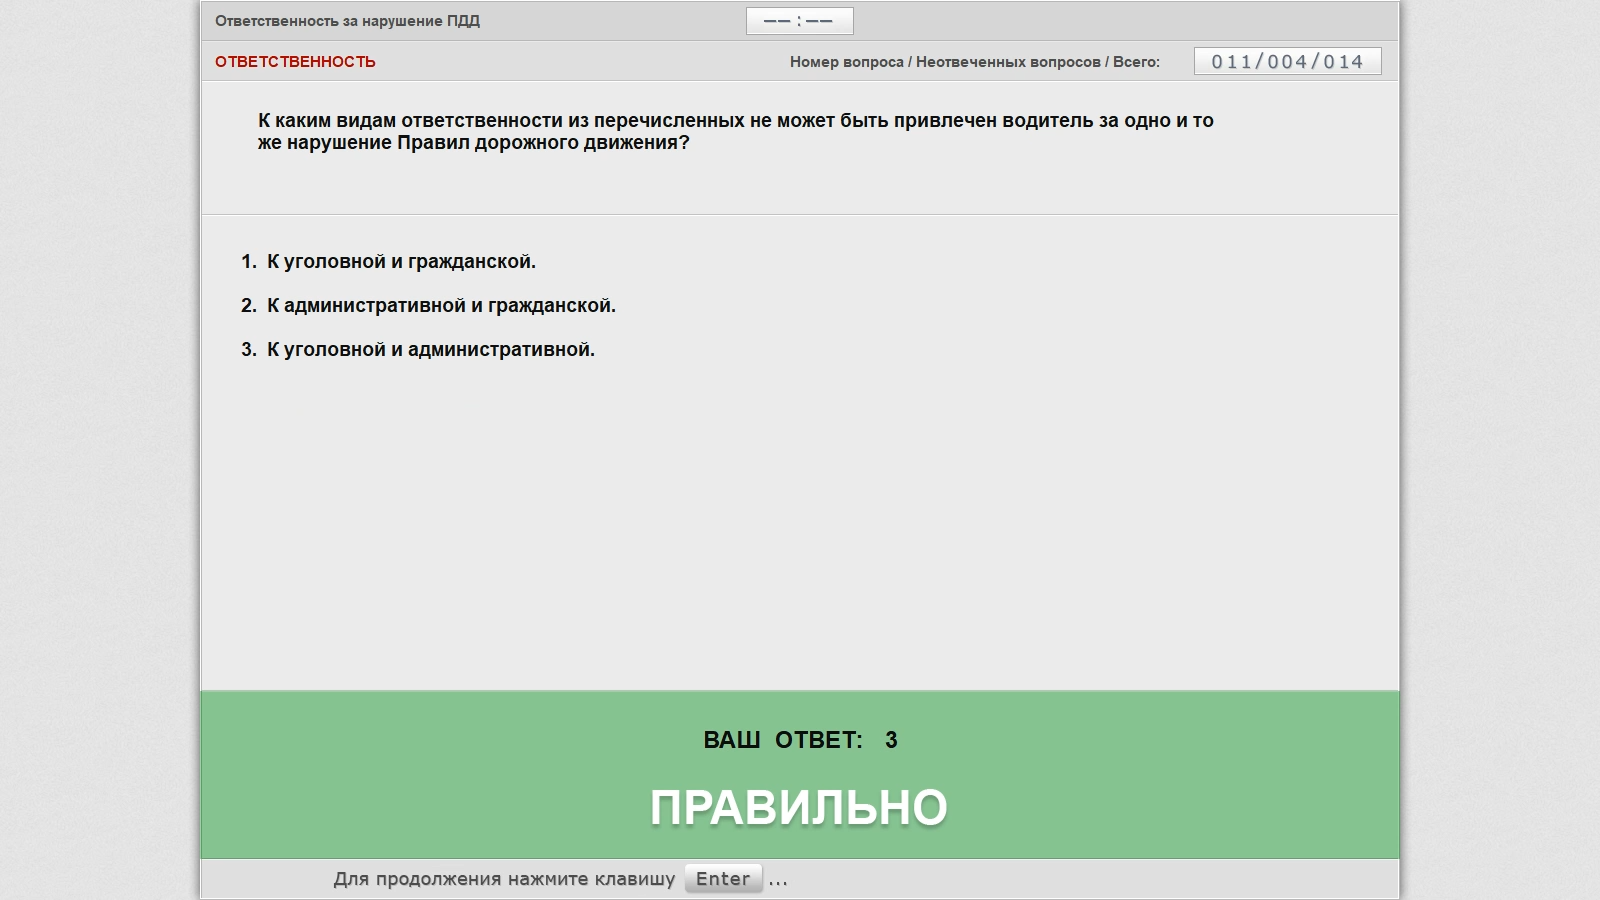 Ответственность за нарушение ПДД
––:––
ОТВЕТСТВЕННОСТЬ
Номер вопроса / Неотвеченных вопросов / Всего:
011/004/014
К каким видам ответственности из перечисленных не может быть привлечен водитель за одно и то
же нарушение Правил дорожного движения?
1. К уголовной и гражданской.
2. К административной и гражданской.
3. К уголовной и административной.
ВАШ ОТВЕТ: 3
ПРАВИЛЬНО
Для продолжения нажмите клавишу Enter ...